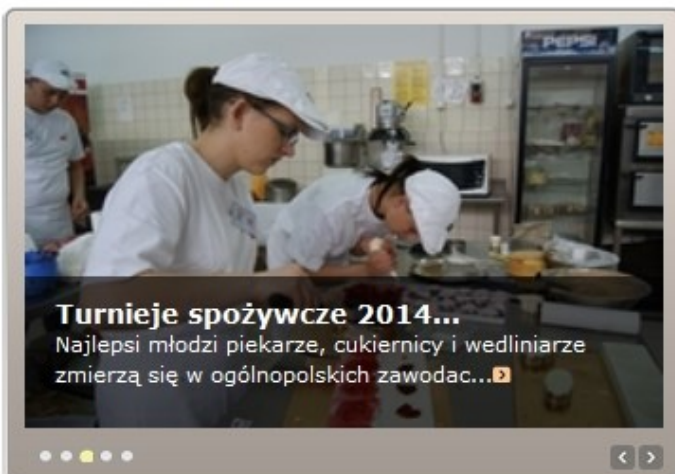 PEPSI
Turnieje spożywcze 2014...
Najlepsi młodzi piekarze, cukiernicy i wedliniarze
zmierzą się w ogólnopolskich zawodac...